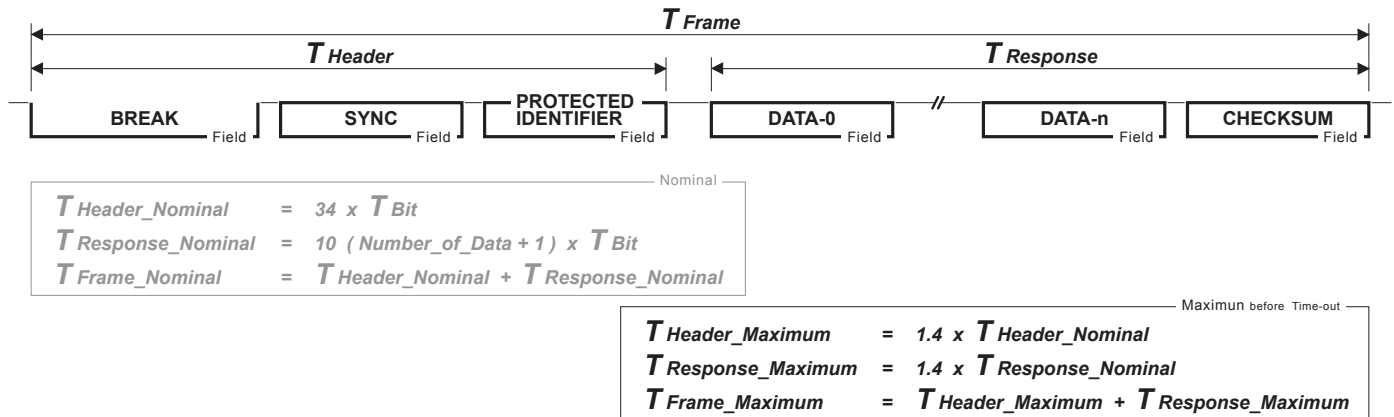 T Frame
T Header
T Response
BREAK Field
SYNC Field
PROTECTED
IDENTIFIER Field
DATA-0 Field
//
DATA-n Field
CHECKSUM Field
Nominal
T Header_Nominal = 34 x T Bit
T Response_Nominal = 10 ( Number_of_Data + 1 ) x T Bit
T Frame_Nominal = T Header_Nominal + T Response_Nominal
Maximun before Time-out
T Header_Maximum = 1.4 x T Header_Nominal
T Response_Maximum = 1.4 x T Response_Nominal
T Frame_Maximum = T Header_Maximum + T Response_Maximum